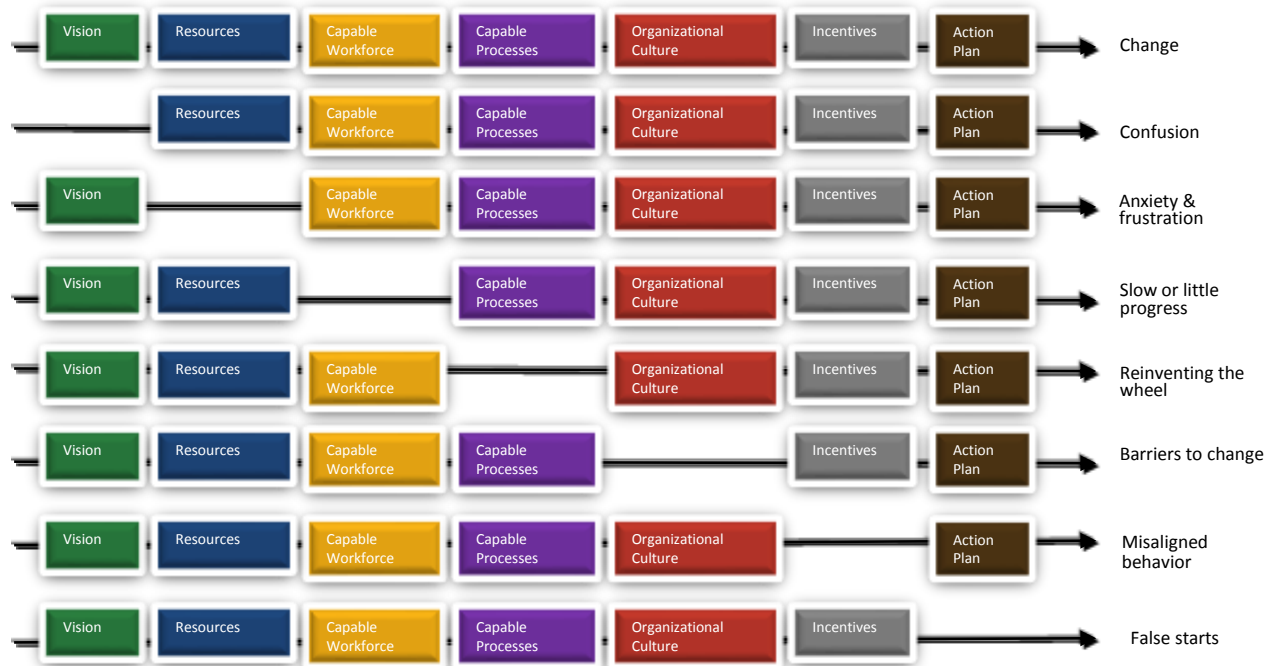 Vision
Resources
Capable
Workforce
Capable
Processes
Organizational
Culture
Incentives
Action
Plan
Change
Resources
Capable
Workforce
Capable
Processes
Organizational
Culture
Incentives
Action
Plan
Confusion
Vision
Capable
Workforce
Capable
Processes
Organizational
Culture
Incentives
Action
Plan
Anxiety &
frustration
Vision
Resources
Capable
Processes
Organizational
Culture
Incentives
Action
Plan
Slow or little
progress
Vision
Resources
Capable
Workforce
Organizational
Culture
Incentives
Action
Plan
Reinventing the
wheel
Vision
Resources
Capable
Workforce
Capable
Processes
Incentives
Action
Plan
Barriers to change
Vision
Resources
Capable
Workforce
Capable
Processes
Organizational
Culture
Action
Plan
Misaligned
behavior
Vision
Resources
Capable
Workforce
Capable
Processes
Organizational
Culture
Incentives
False starts